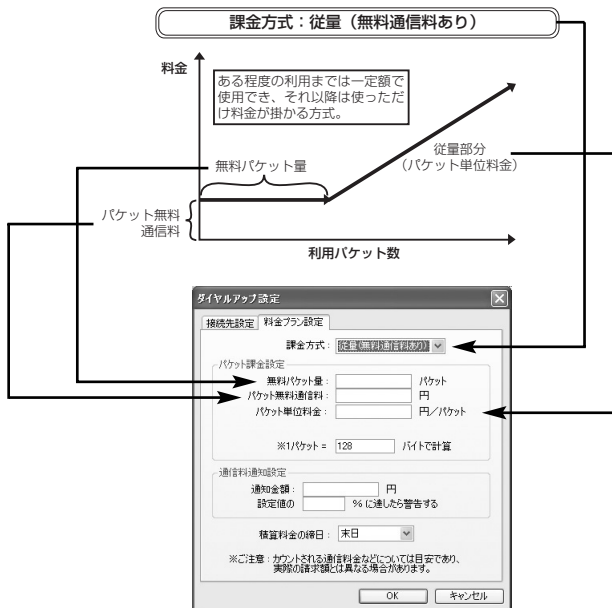 課金方式：従量（無料通信料あり）
料金
ある程度の利用までは一定額で
使用でき、それ以降は使っただ
け料金が掛かる方式。
無料パケット量
従量部分
（パケット単位料金）
パケット無料
通信料
利用パケット数
ダイヤルアップ設定
接続先設定 料金プラン設定
課金方式： 従量(無料通信料あり)
パケット課金設定
無料パケット量： パケット
パケット無料通信料： 円
パケット単位料金： 円／パケット
※1パケット = 128 バイトで計算
通信料通知設定
通知金額： 円
設定値の % に達したら警告する
積算料金の締日： 末日
※ご注意：カウントされる通信料金などについては目安であり、
実際の請求額とは異なる場合があります。
OK キャンセル